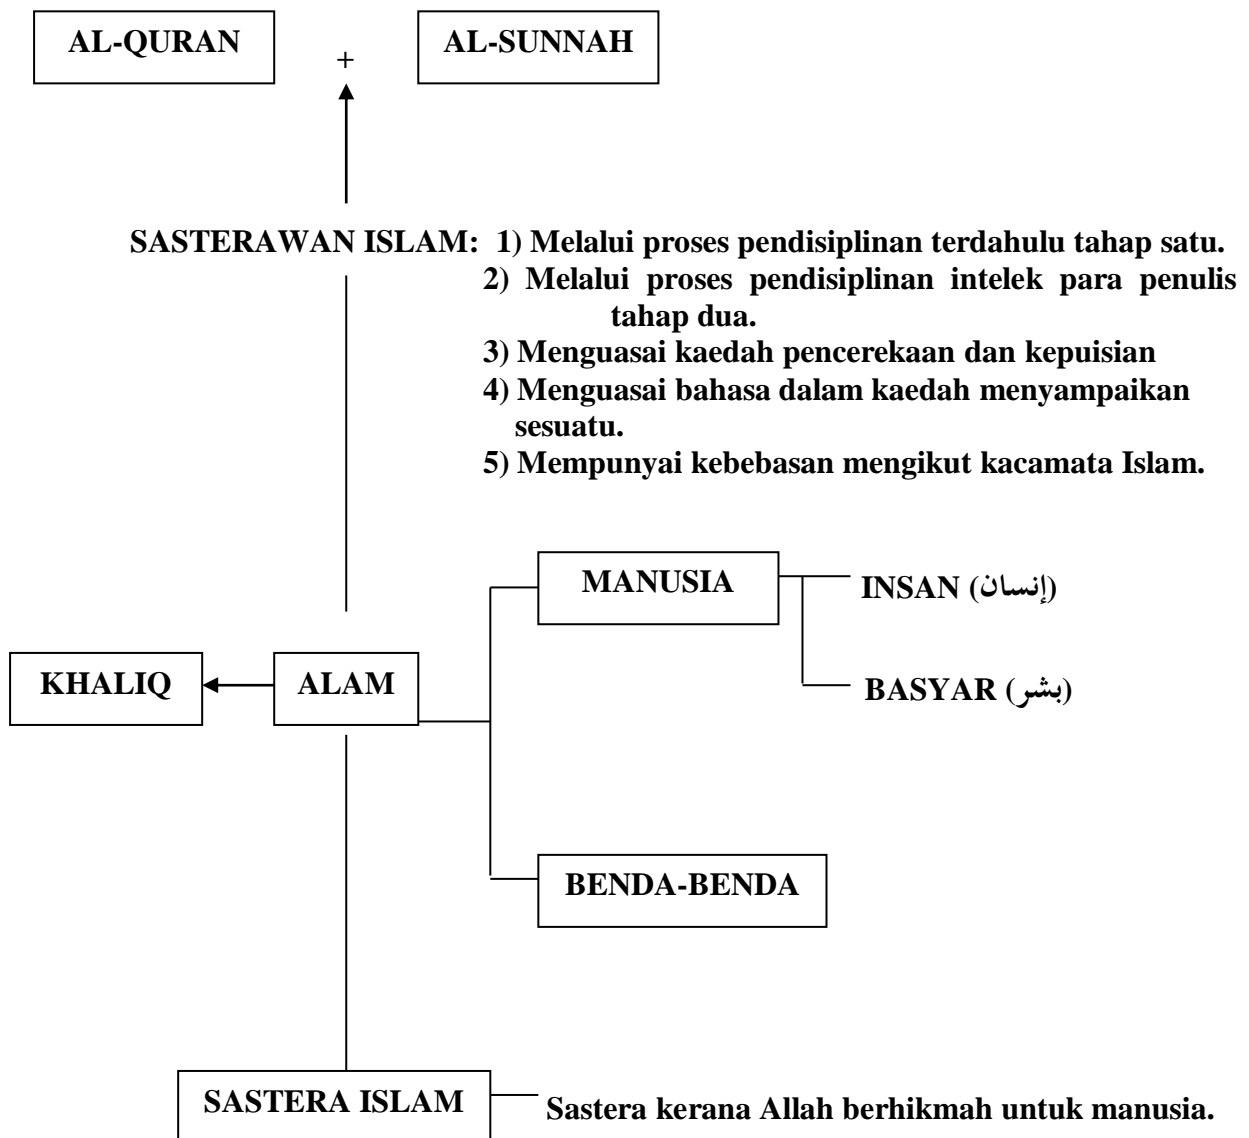 AL-QURAN + AL-SUNNAH
SASTERAWAN ISLAM: 1) Melalui proses pendisiplinan terdahulu tahap satu.
2) Melalui proses pendisiplinan intelek para penulis
tahap dua.
3) Menguasai kaedah pencerekaan dan kepuisian
4) Menguasai bahasa dalam kaedah menyampaikan
sesuatu.
5) Mempunyai kebebasan mengikut kacamata Islam.
MANUSIA
INSAN (إنسان)
KHALIQ
ALAM
BASYAR (بشر)
BENDA-BENDA
SASTERA ISLAM
Sastera kerana Allah berhikmah untuk manusia.